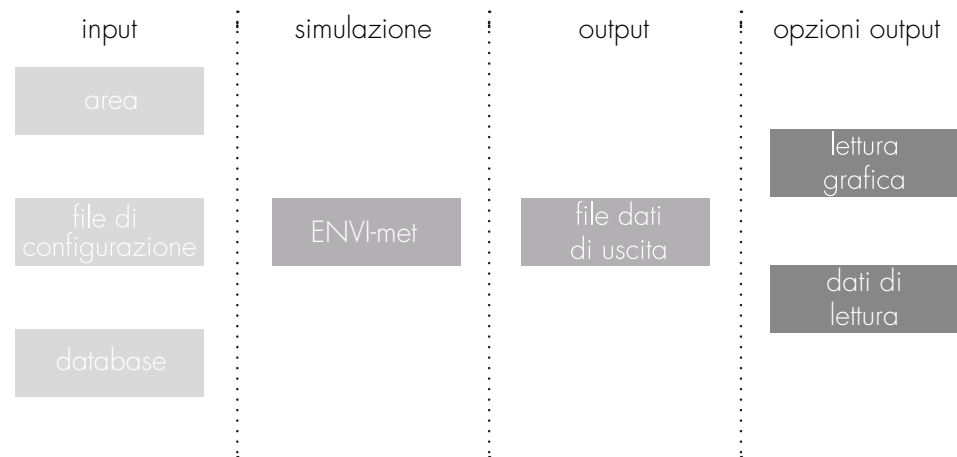 input
simulazione
output
opzioni output
area
file di
configurazione
database
ENVI-met
file dati
di uscita
lettura
grafica
dati di
lettura